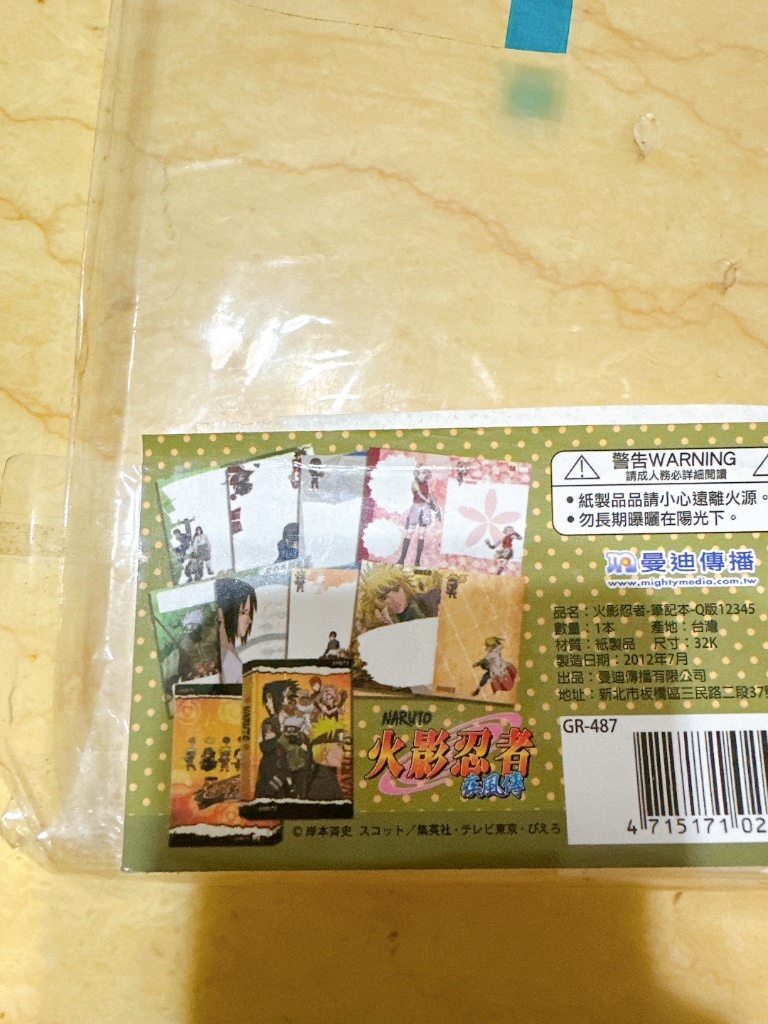 警告WARNING
請成人務必詳細閱讀
•紙製品品請小心遠離火源。
•勿長期曝曬在陽光下。
曼迪傳播
www.mightymedia.com.tw
品名：火影忍者-筆記本-Q版12345
數量：1本 產地：台灣
材質：紙製品 尺寸：32K
製造日期：2012年7月
出品：曼迪傳播有限公司
地址：新北市板橋區三民路二段37號
GR-487
4 715171 02
NARUTO
火影忍者
疾風傳
© 岸本斉史 スコット／集英社・テレビ東京・ぴえろ